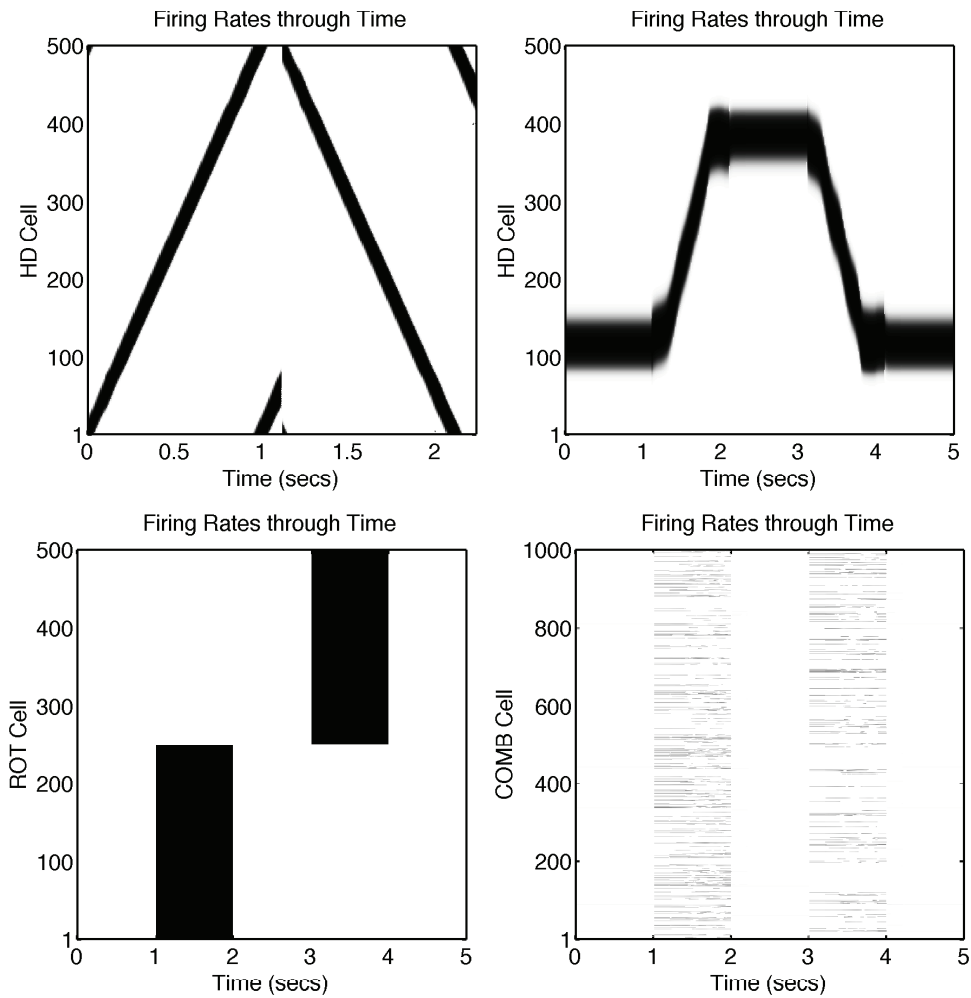 Firing Rates through Time
500
400
300
200
100
1
HD Cell
0 0.5 1 1.5 2
Time (secs)
Firing Rates through Time
500
400
300
200
100
1
HD Cell
0 1 2 3 4 5
Time (secs)
Firing Rates through Time
500
400
300
200
100
1
ROT Cell
0 1 2 3 4 5
Time (secs)
Firing Rates through Time
1000
800
600
400
200
1
COMB Cell
0 1 2 3 4 5
Time (secs)